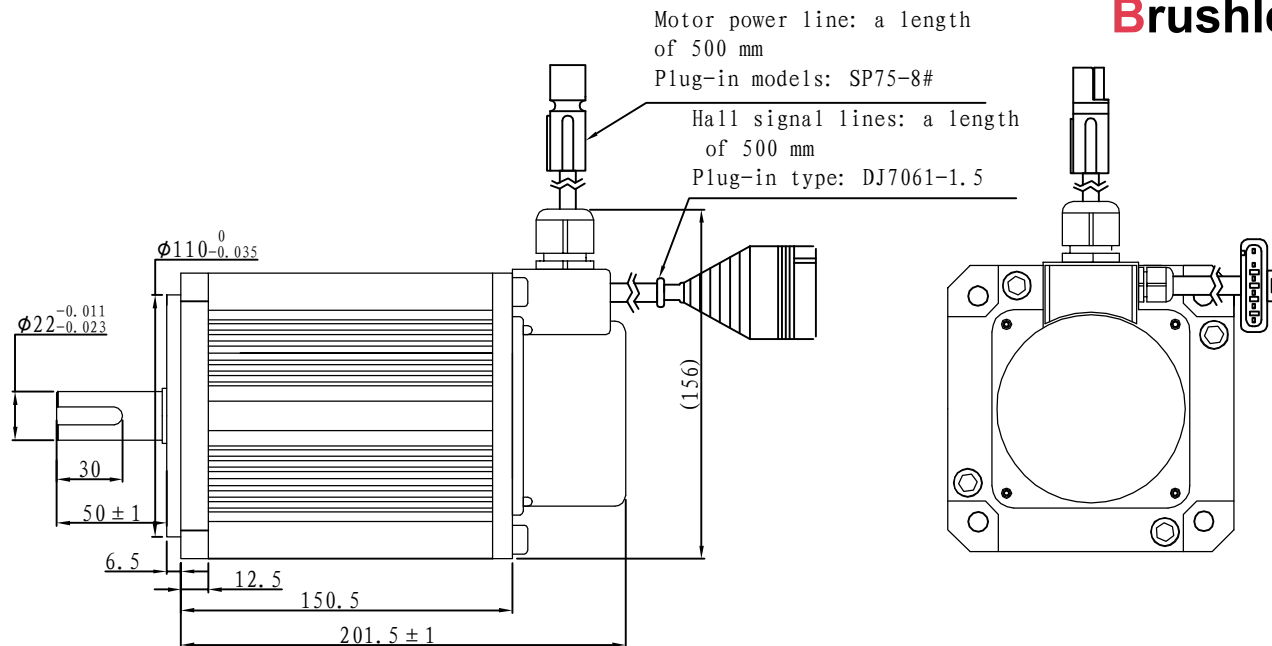 Brushle
Motor power line: a length
of 500 mm
Plug-in models: SP75-8#
Hall signal lines: a length
of 500 mm
Plug-in type: DJ7061-1.5
ϕ110 0 -0.035
ϕ22 -0.011 -0.023
(156)
30
50±1
6.5
12.5
150.5
201.5±1